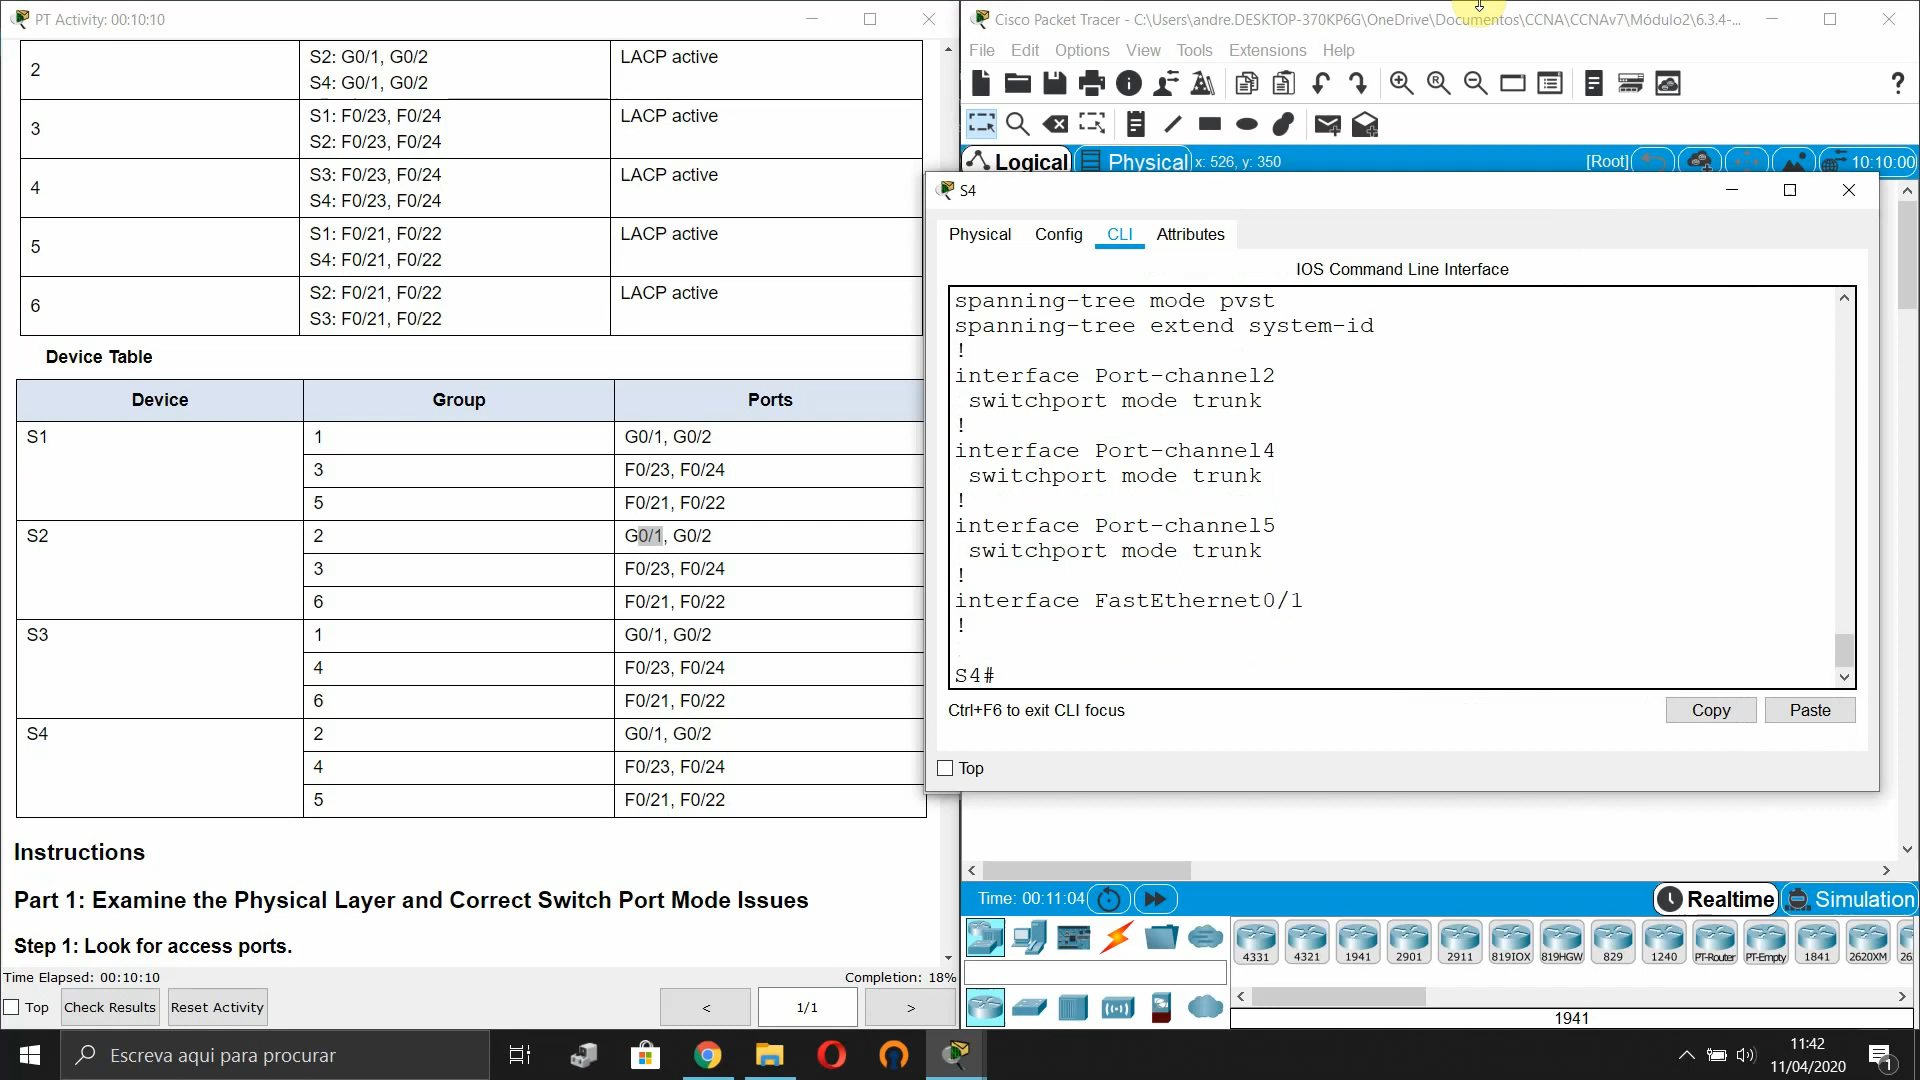 PT Activity: 00:10:10
2
S2: G0/1, G0/2
S4: G0/1, G0/2
LACP active
3
S1: F0/23, F0/24
S2: F0/23, F0/24
LACP active
4
S3: F0/23, F0/24
S4: F0/23, F0/24
LACP active
5
S1: F0/21, F0/22
S4: F0/21, F0/22
LACP active
6
S2: F0/21, F0/22
S3: F0/21, F0/22
LACP active
Device Table
Device Group Ports
S1 1 G0/1, G0/2
3 F0/23, F0/24
5 F0/21, F0/22
S2 2 G0/1, G0/2
3 F0/23, F0/24
6 F0/21, F0/22
S3 1 G0/1, G0/2
4 F0/23, F0/24
6 F0/21, F0/22
S4 2 G0/1, G0/2
4 F0/23, F0/24
5 F0/21, F0/22
Instructions
Part 1: Examine the Physical Layer and Correct Switch Port Mode Issues
Step 1: Look for access ports.
Time Elapsed: 00:10:10 Completion: 18%
Top Check Results Reset Activity < 1/1 >
Cisco Packet Tracer - C:\Users\andre.DESKTOP-370KP6G\OneDrive\Documentos\CCNA\CCNAv7\Módulo2\6.3.4-...
File Edit Options View Tools Extensions Help
?
Logical Physical x: 526, y: 350 [Root] 10:10:00
S4
Physical Config CLI Attributes
IOS Command Line Interface
spanning-tree mode pvst
spanning-tree extend system-id
!
interface Port-channel2
switchport mode trunk
!
interface Port-channel4
switchport mode trunk
!
interface Port-channel5
switchport mode trunk
!
interface FastEthernet0/1
!
S4#
Ctrl+F6 to exit CLI focus Copy Paste
Top
Time: 00:11:04 Realtime Simulation
4331 4321 1941 2901 2911 819IOX 819HGW 829 1240 PT-Router PT-Empty 1841 2620XM 26
1941
Escreva aqui para procurar
11:42
11/04/2020
1